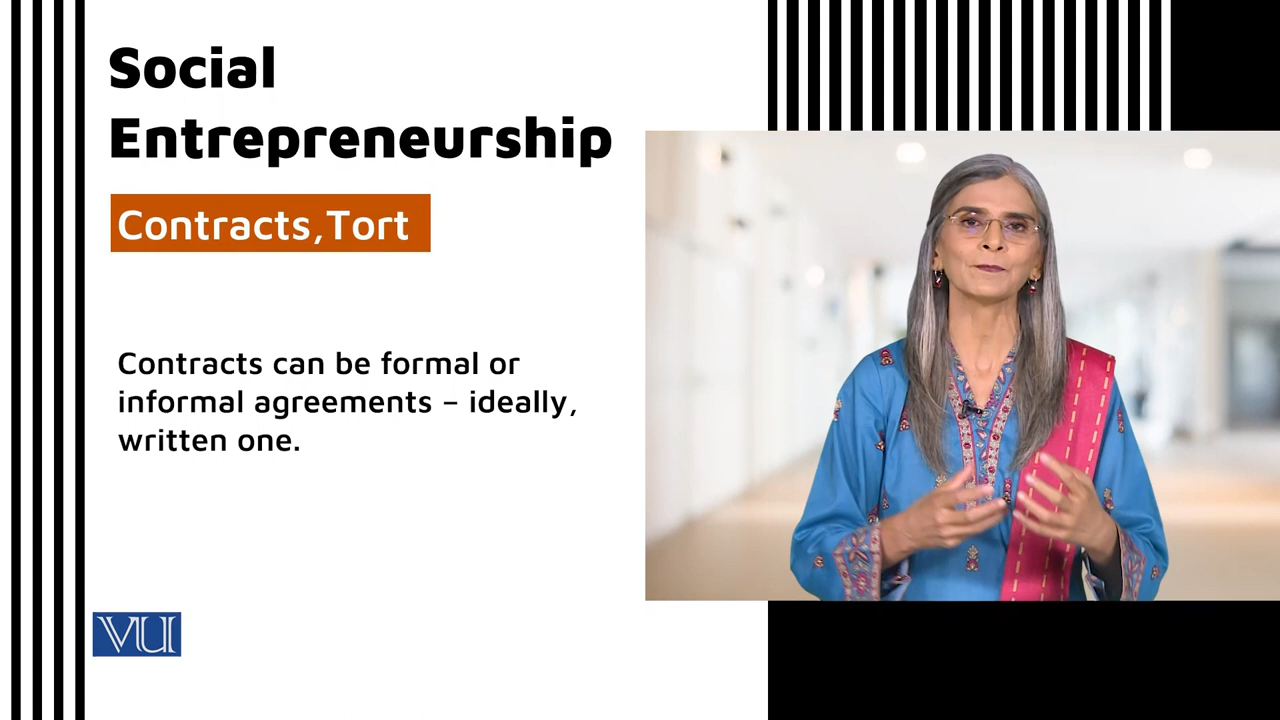 Social
Entrepreneurship
Contracts,Tort
Contracts can be formal or
informal agreements – ideally,
written one.
VU